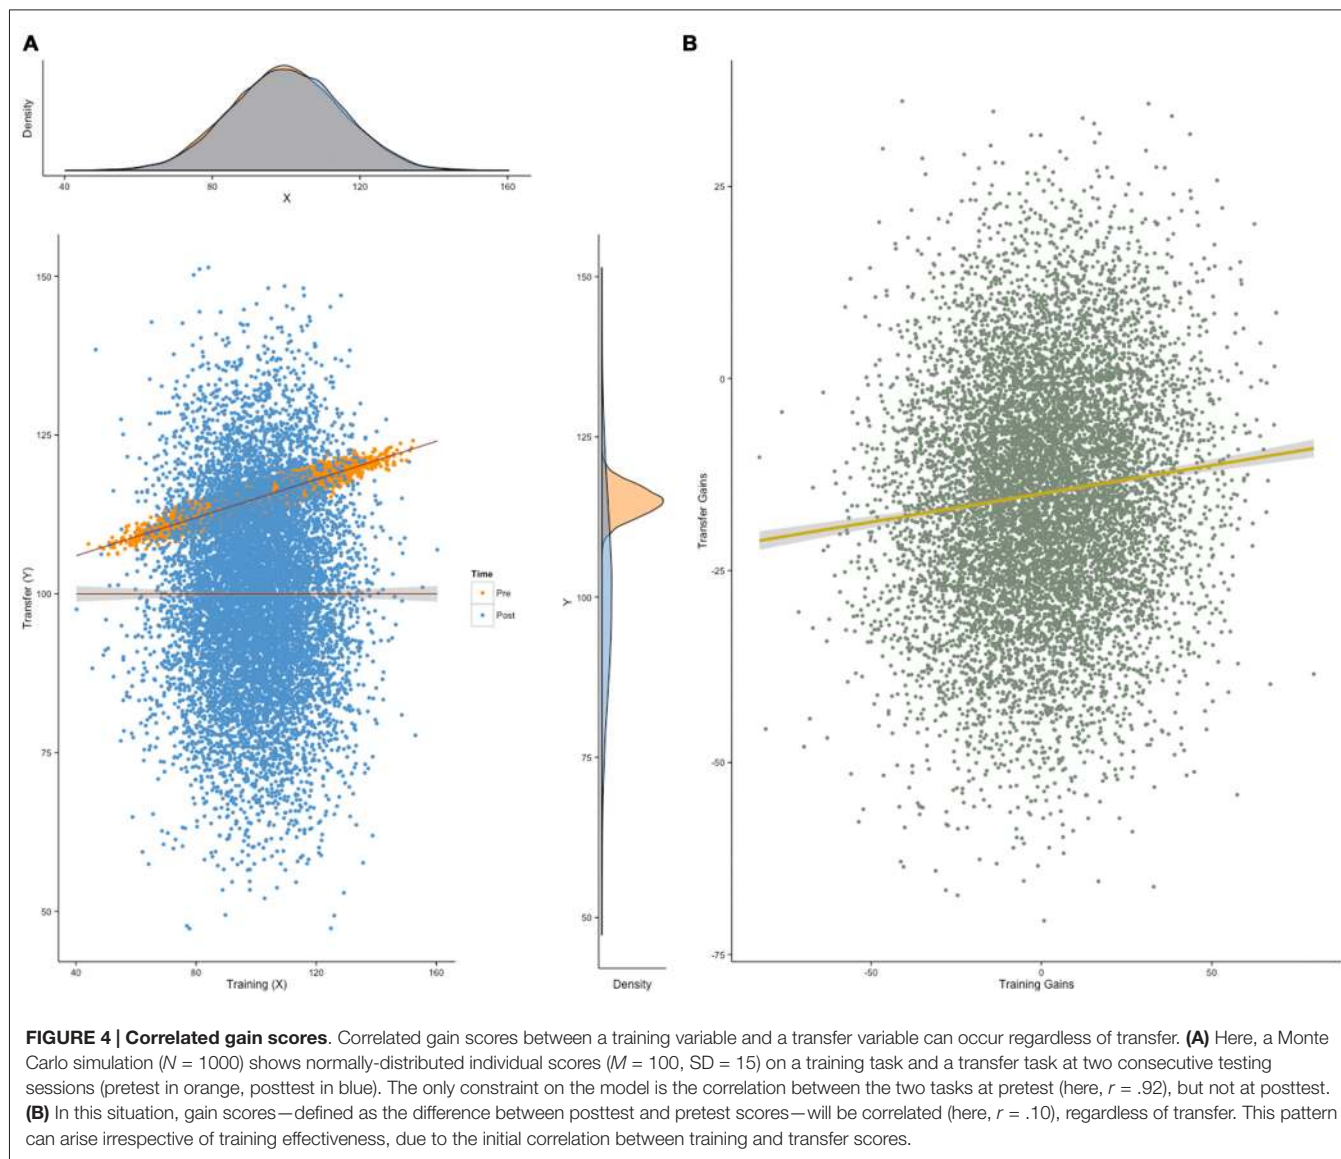 A
B
Density
40
80
120
160
X
150
125
100
75
50
Transfer (Y)
40
80
120
160
Training (X)
Time
Pre
Post
150
125
100
75
50
Y
Density
25
0
-25
-50
-75
Transfer Gains
-50
0
50
Training Gains
FIGURE 4 | Correlated gain scores. Correlated gain scores between a training variable and a transfer variable can occur regardless of transfer. (A) Here, a Monte
Carlo simulation (N = 1000) shows normally-distributed individual scores (M = 100, SD = 15) on a training task and a transfer task at two consecutive testing
sessions (pretest in orange, posttest in blue). The only constraint on the model is the correlation between the two tasks at pretest (here, r = .92), but not at posttest.
(B) In this situation, gain scores—defined as the difference between posttest and pretest scores—will be correlated (here, r = .10), regardless of transfer. This pattern
can arise irrespective of training effectiveness, due to the initial correlation between training and transfer scores.